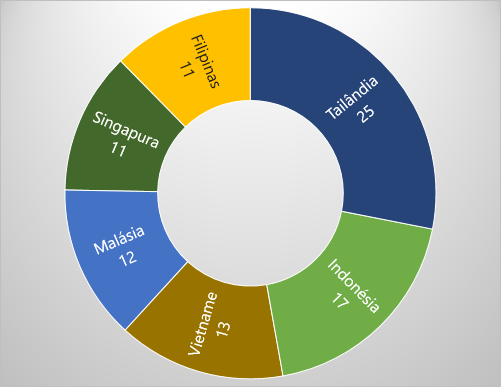 Tailândia
25
Indonésia
17
Vietname
13
Malásia
12
Singapura
11
Filipinas
11